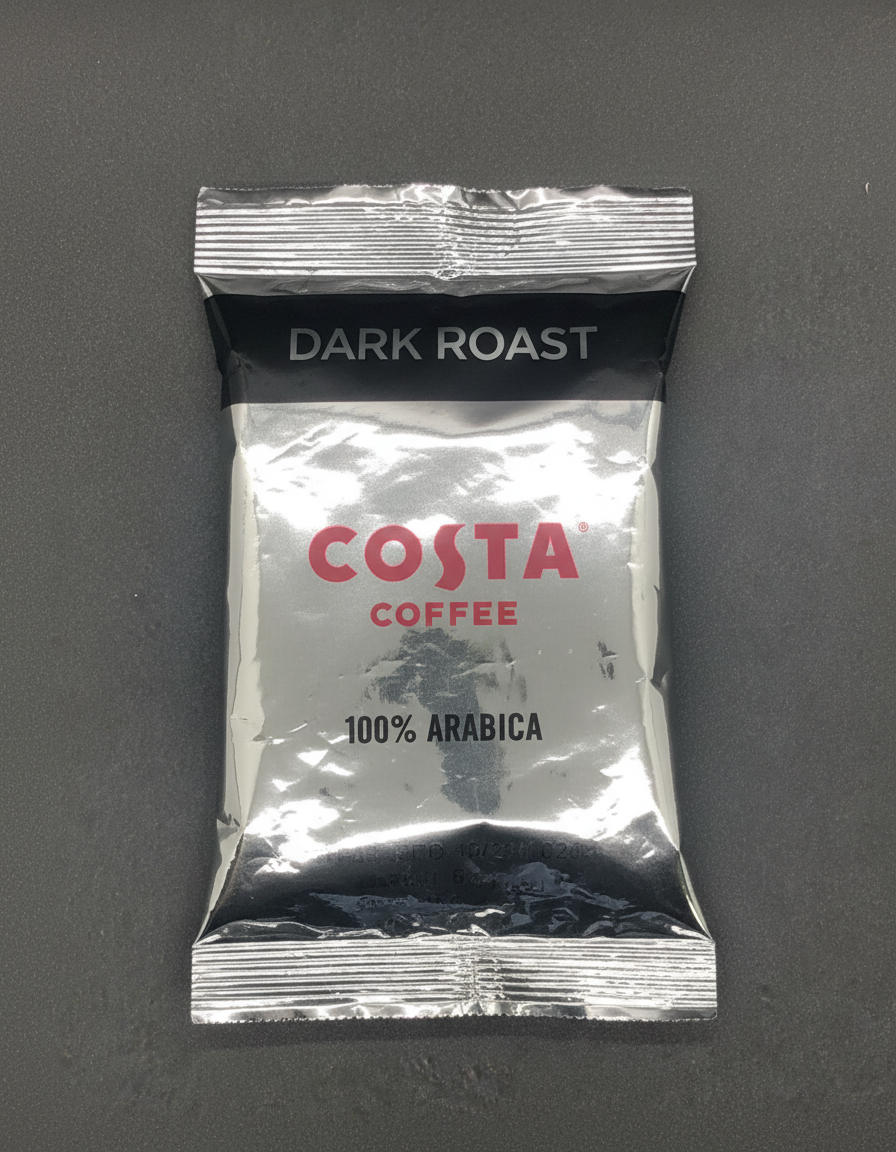 DARK ROAST
COSTA®
COFFEE
100% ARABICA